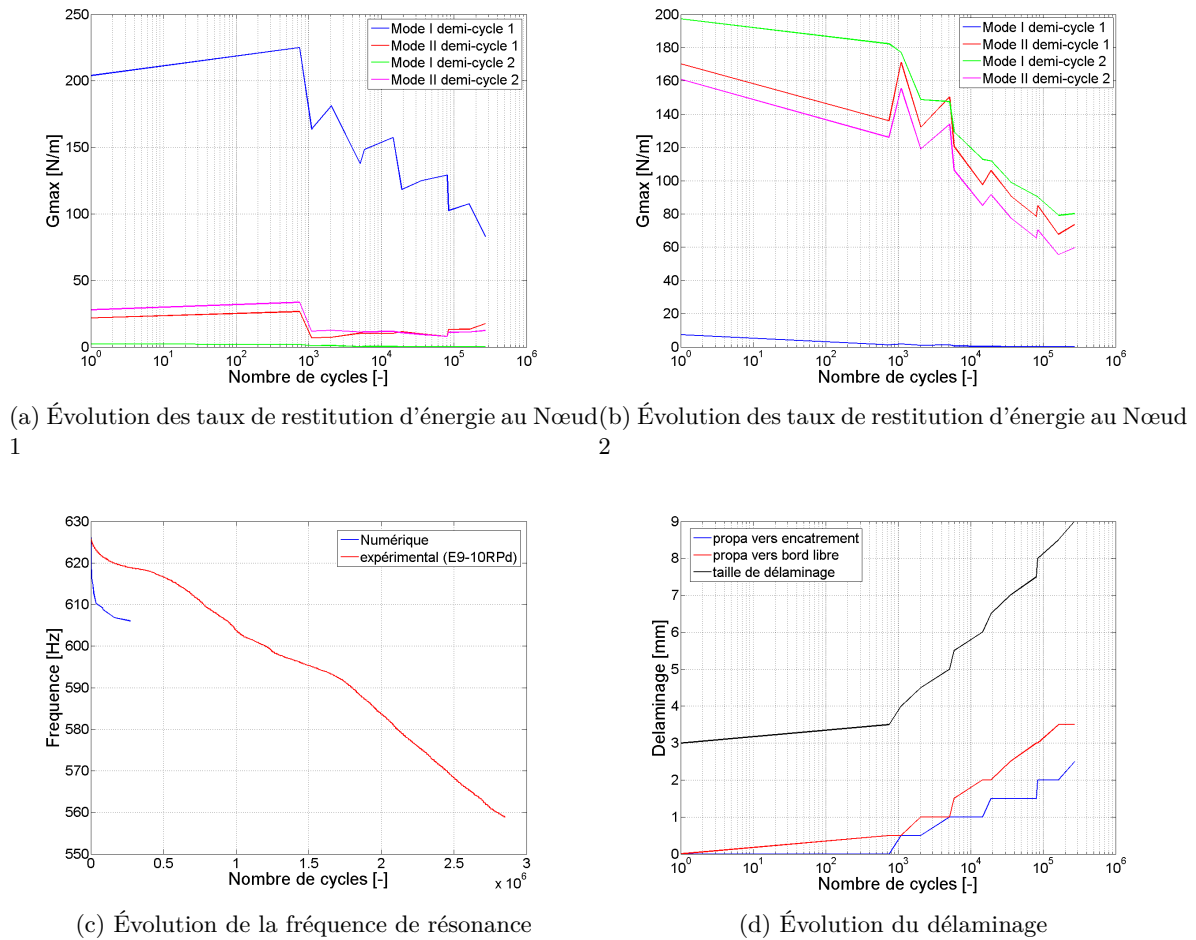 Gmax [N/m]
250
200
150
100
50
0
Mode I demi-cycle 1
Mode II demi-cycle 1
Mode I demi-cycle 2
Mode II demi-cycle 2
10^0 10^1 10^2 10^3 10^4 10^5 10^6
Nombre de cycles [-]
Gmax [N/m]
200
180
160
140
120
100
80
60
40
20
0
Mode I demi-cycle 1
Mode II demi-cycle 1
Mode I demi-cycle 2
Mode II demi-cycle 2
10^0 10^1 10^2 10^3 10^4 10^5 10^6
Nombre de cycles [-]
(a) Évolution des taux de restitution d'énergie au Nœud
1
(b) Évolution des taux de restitution d'énergie au Nœud
2
Frequence [Hz]
630
620
610
600
590
580
570
560
550
Numérique
expérimental (E9-10RPd)
0 0.5 1 1.5 2 2.5 3
x 10^6
Nombre de cycles [-]
Delaminage [mm]
9
8
7
6
5
4
3
2
1
0
propa vers encatrement
propa vers bord libre
taille de délaminage
10^0 10^1 10^2 10^3 10^4 10^5 10^6
Nombre de cycles [-]
(c) Évolution de la fréquence de résonance
(d) Évolution du délaminage